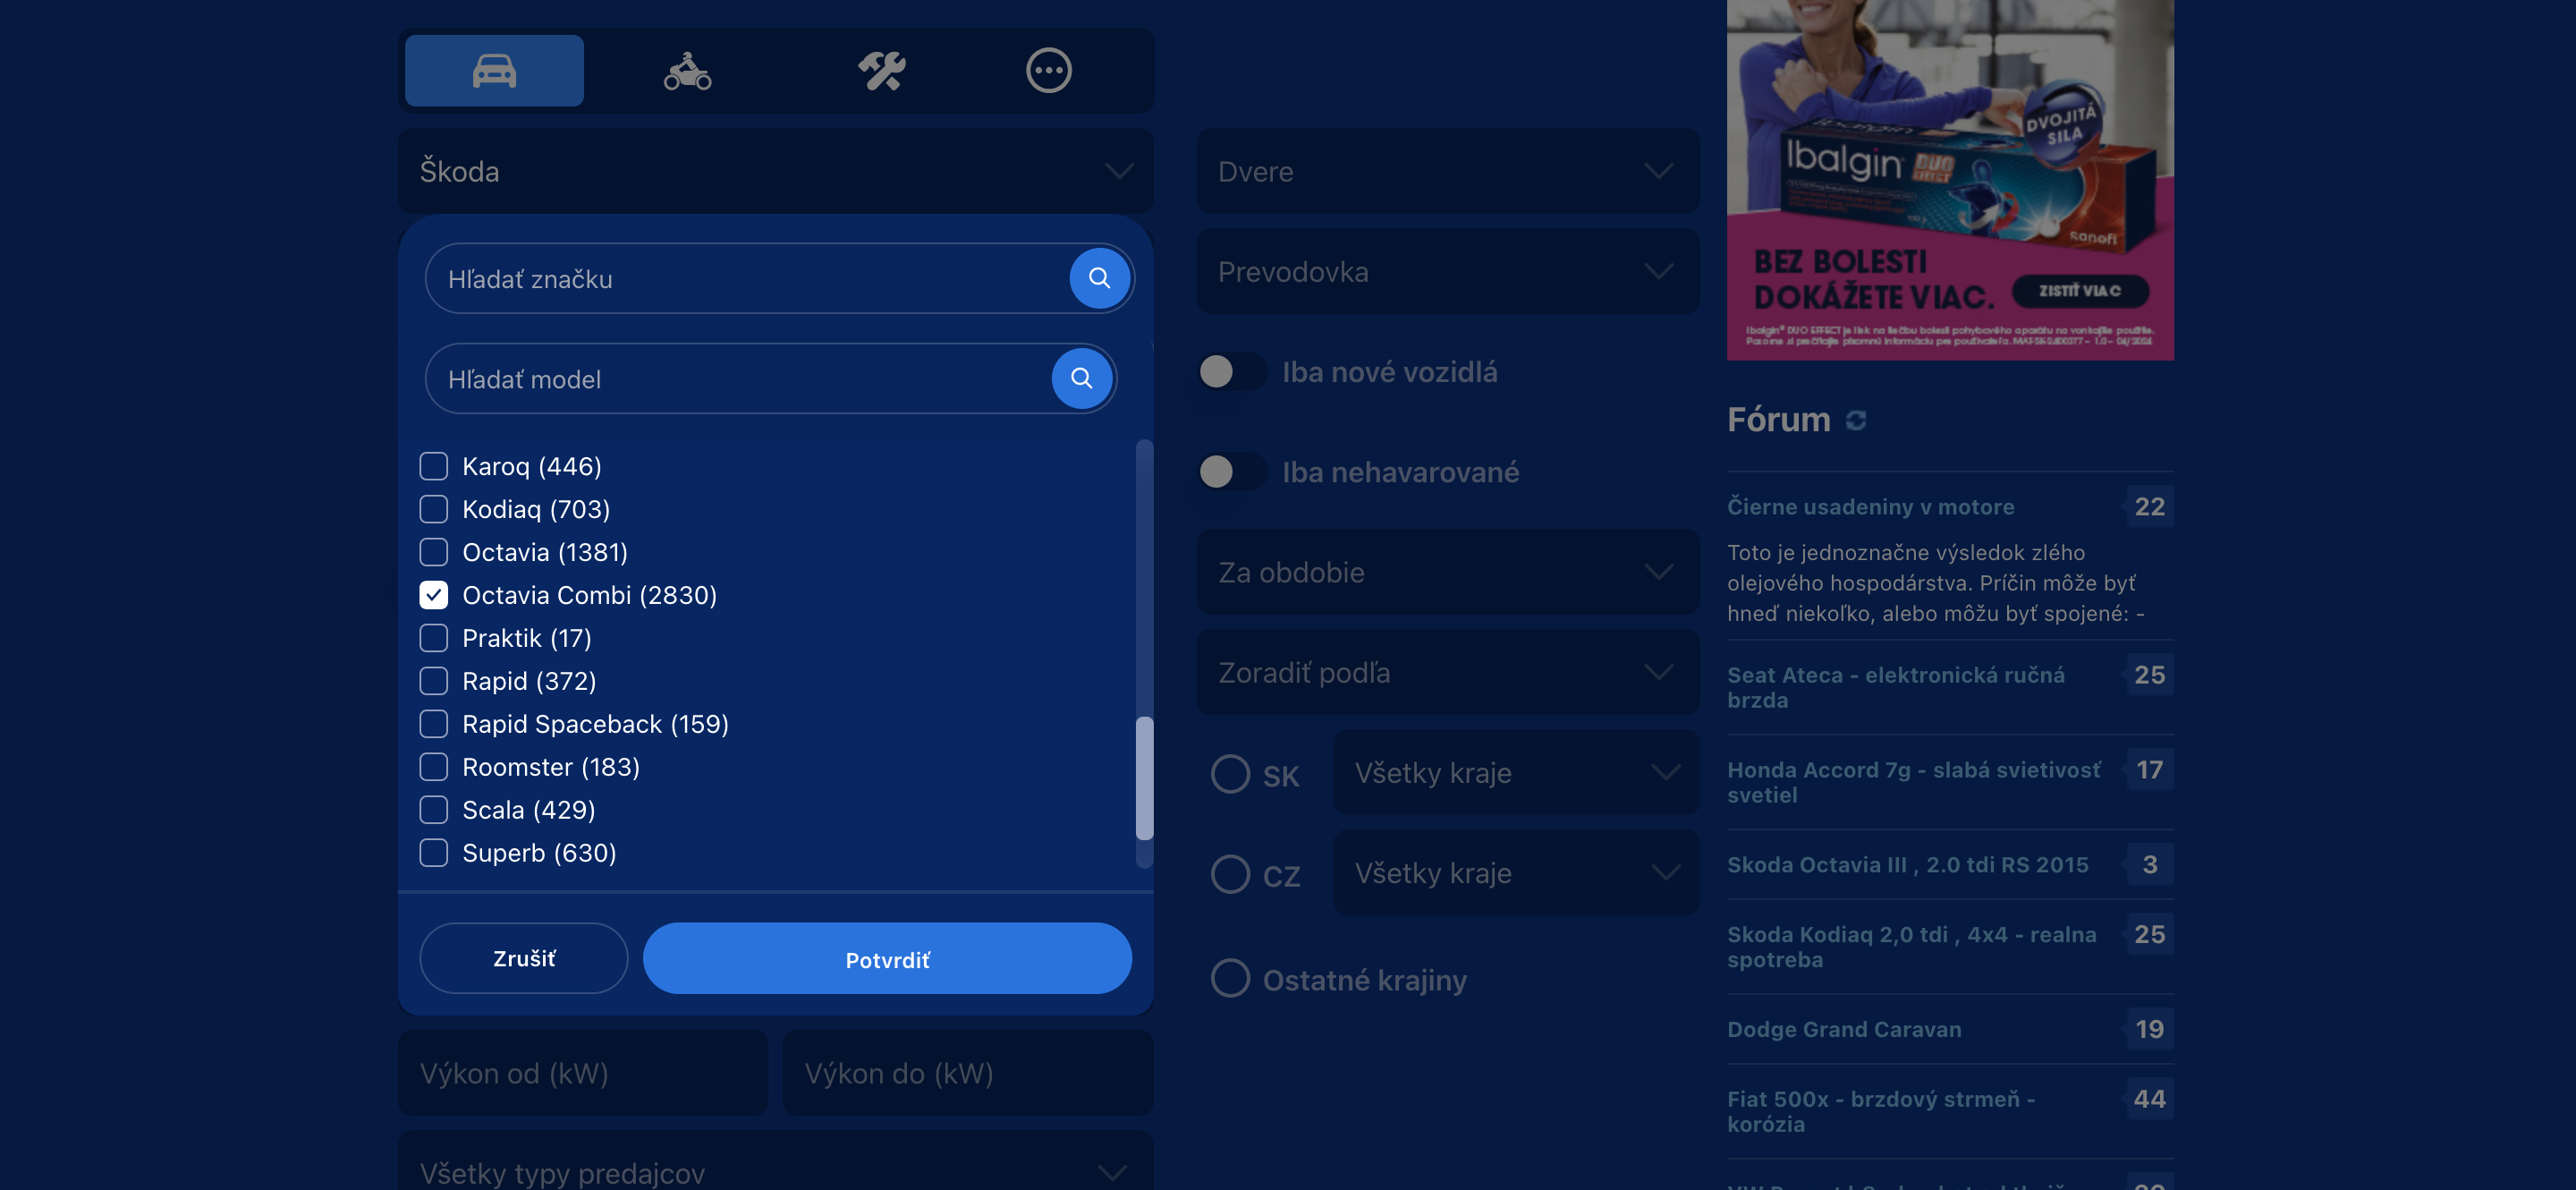 Škoda
Hľadať značku
Hľadať model
Karoq (446)
Kodiaq (703)
Octavia (1381)
Octavia Combi (2830)
Praktik (17)
Rapid (372)
Rapid Spaceback (159)
Roomster (183)
Scala (429)
Superb (630)
Zrušiť
Potvrdiť
Výkon od (kW)
Výkon do (kW)
Všetky typy predajcov
Dvere
Prevodovka
Iba nové vozidlá
Iba nehavarované
Za obdobie
Zoradiť podľa
SK
Všetky kraje
CZ
Všetky kraje
Ostatné krajiny
DVOJITÁ
SILA
Ibalgin DUO EFFECT
Sanofi
BEZ BOLESTI
DOKÁŽETE VIAC.
ZISTIŤ VIAC
Fórum
Čierne usadeniny v motore
22
Toto je jednoznačne výsledok zlého
olejového hospodárstva. Príčin môže byť
hneď niekoľko, alebo môžu byť spojené: -
Seat Ateca - elektronická ručná
brzda
25
Honda Accord 7g - slabá svietivosť
svetiel
17
Skoda Octavia III , 2.0 tdi RS 2015
3
Skoda Kodiaq 2,0 tdi , 4x4 - realna
spotreba
25
Dodge Grand Caravan
19
Fiat 500x - brzdový strmeň -
korózia
44